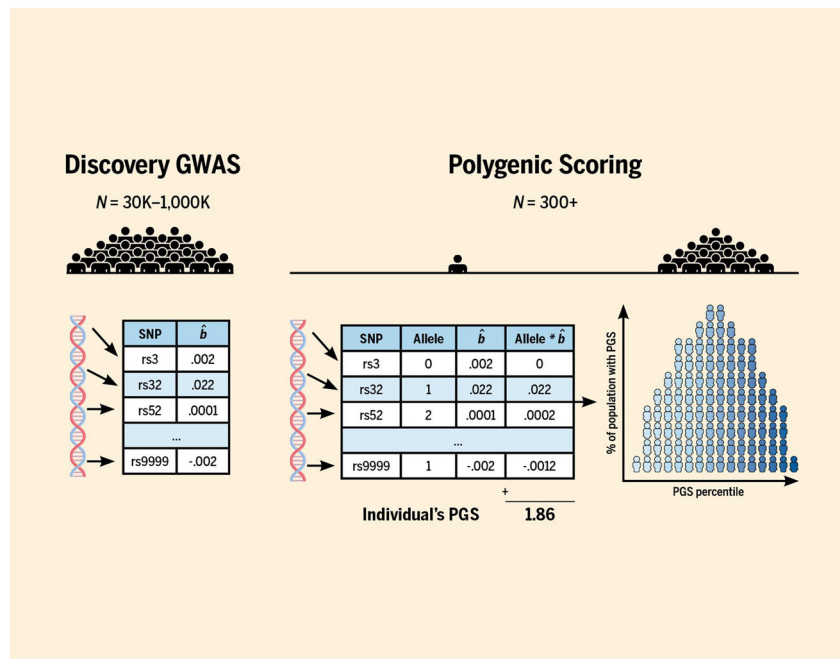 Discovery GWAS
N = 30K–1,000K
SNP b̂
rs3 .002
rs32 .022
rs52 .0001
...
rs9999 -.002
Polygenic Scoring
N = 300+
SNP Allele b̂ Allele * b̂
rs3 0 .002 0
rs32 1 .022 .022
rs52 2 .0001 .0002
...
rs9999 1 -.002 -.0012
+
Individual's PGS 1.86
% of population with PGS
PGS percentile